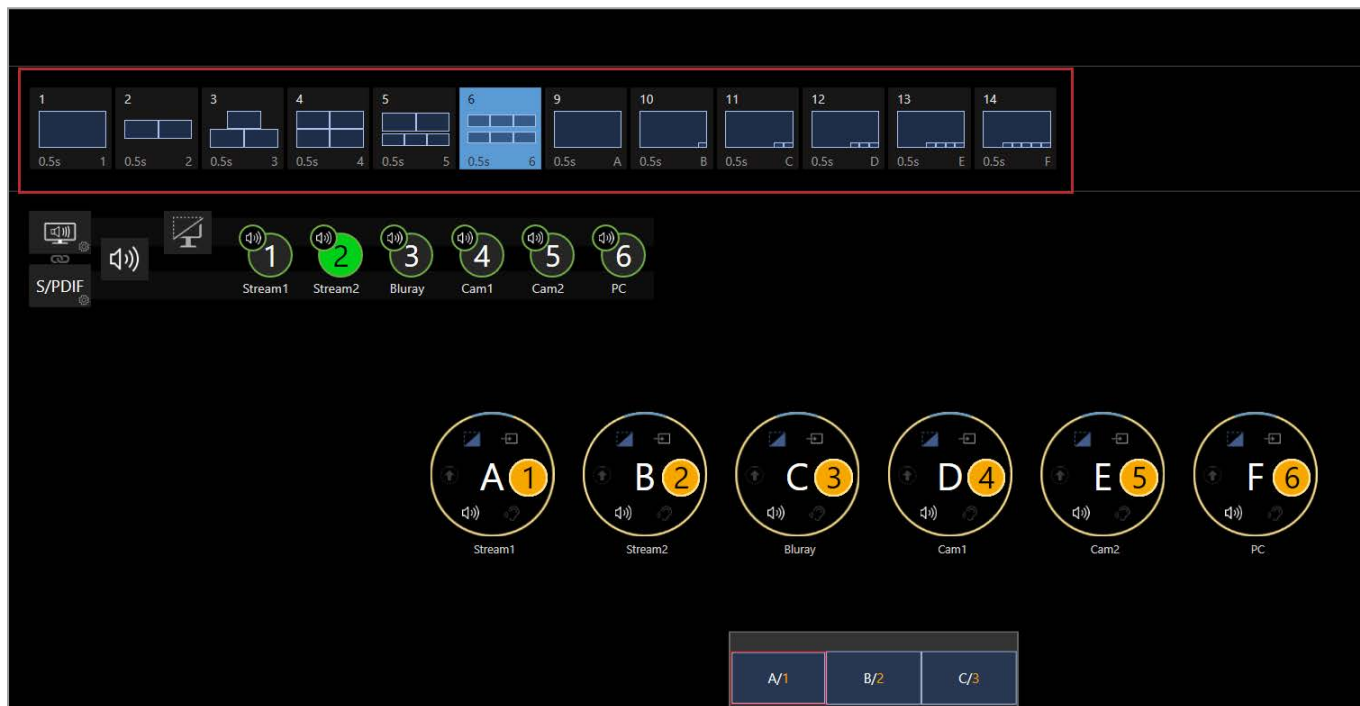 1 2 3 4 5 6 9 10 11 12 13 14
0.5s 1 0.5s 2 0.5s 3 0.5s 4 0.5s 5 0.5s 6 0.5s A 0.5s B 0.5s C 0.5s D 0.5s E 0.5s F
1 2 3 4 5 6
S/PDIF
Stream1 Stream2 Bluray Cam1 Cam2 PC
A 1 B 2 C 3 D 4 E 5 F 6
Stream1 Stream2 Bluray Cam1 Cam2 PC
A/1 B/2 C/3